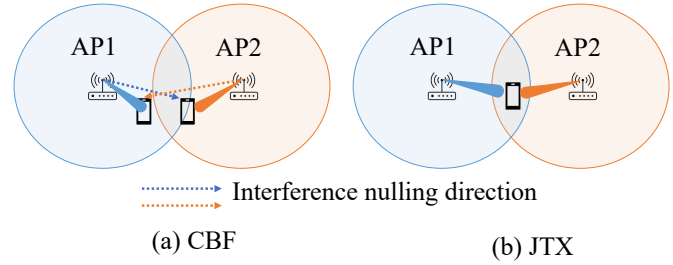 AP1 AP2 AP1 AP2
Interference nulling direction
(a) CBF (b) JTX